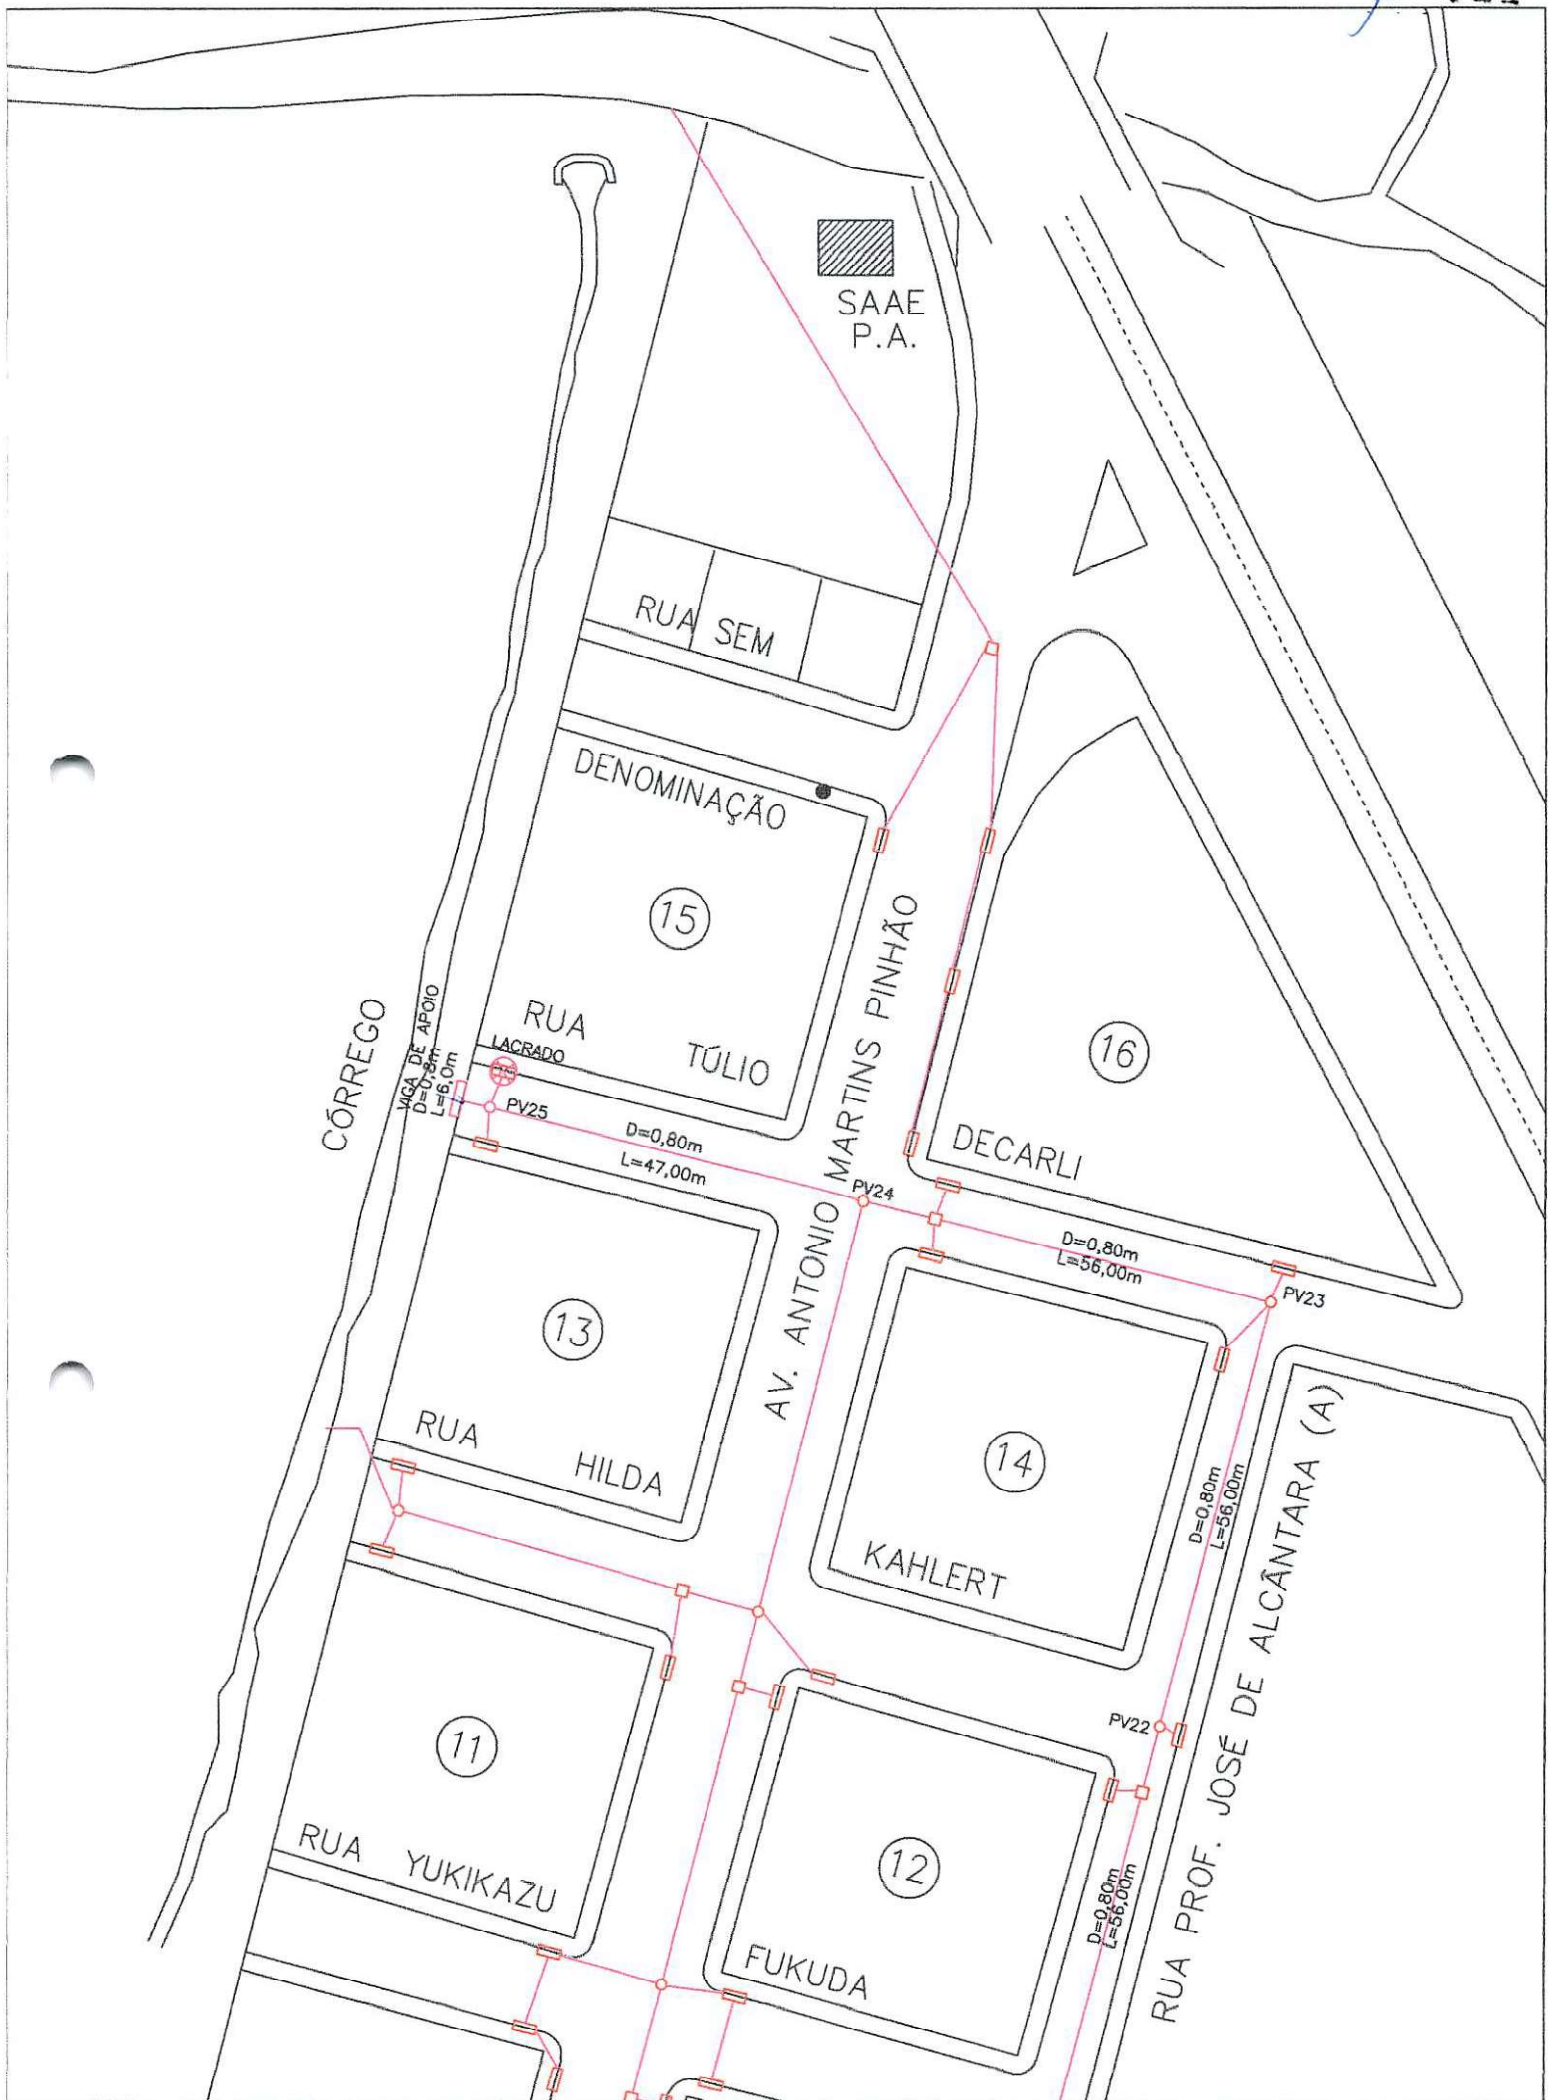 SAAE
P.A.
RUA SEM
DENOMINAÇÃO
15
RUA TÚLIO
LACRADO
CÓRREGO
VAGA DE APOIO
D=0,8m
L=6,0m
PV25
D=0,80m
L=47,00m
PV24
AV. ANTONIO MARTINS PINHÃO
16
DECARLI
D=0,80m
L=56,00m
PV23
13
RUA HILDA
14
KAHLERT
D=0,80m
L=56,00m
RUA PROF. JOSÉ DE ALCÂNTARA (A)
PV22
11
RUA YUKIKAZU
12
FUKUDA
D=0,80m
L=56,00m